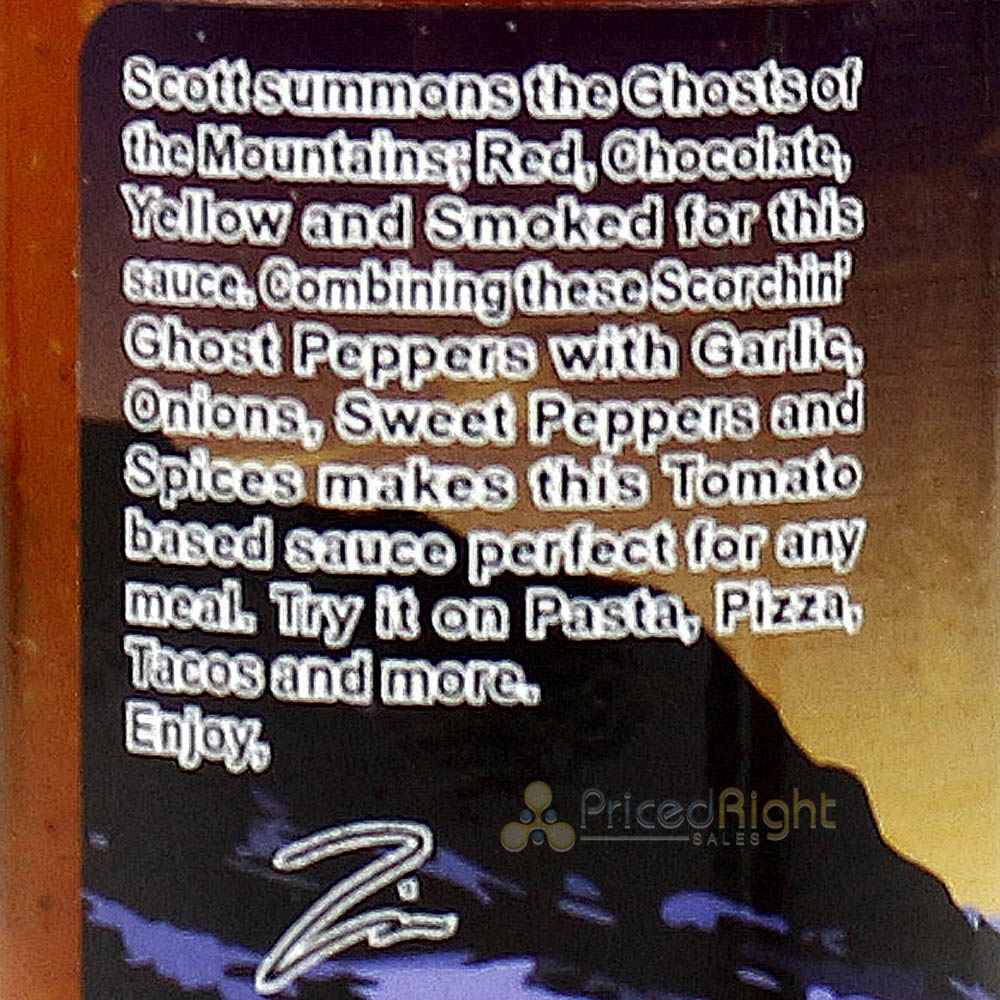 Scott summons the Ghosts of
the Mountains; Red, Chocolate,
Yellow and Smoked for this
sauce. Combining these Scorchin'
Ghost Peppers with Garlic,
Onions, Sweet Peppers and
Spices makes this Tomato
based sauce perfect for any
meal. Try it on Pasta, Pizza,
Tacos and more.
Enjoy,
PricedRight
SALES